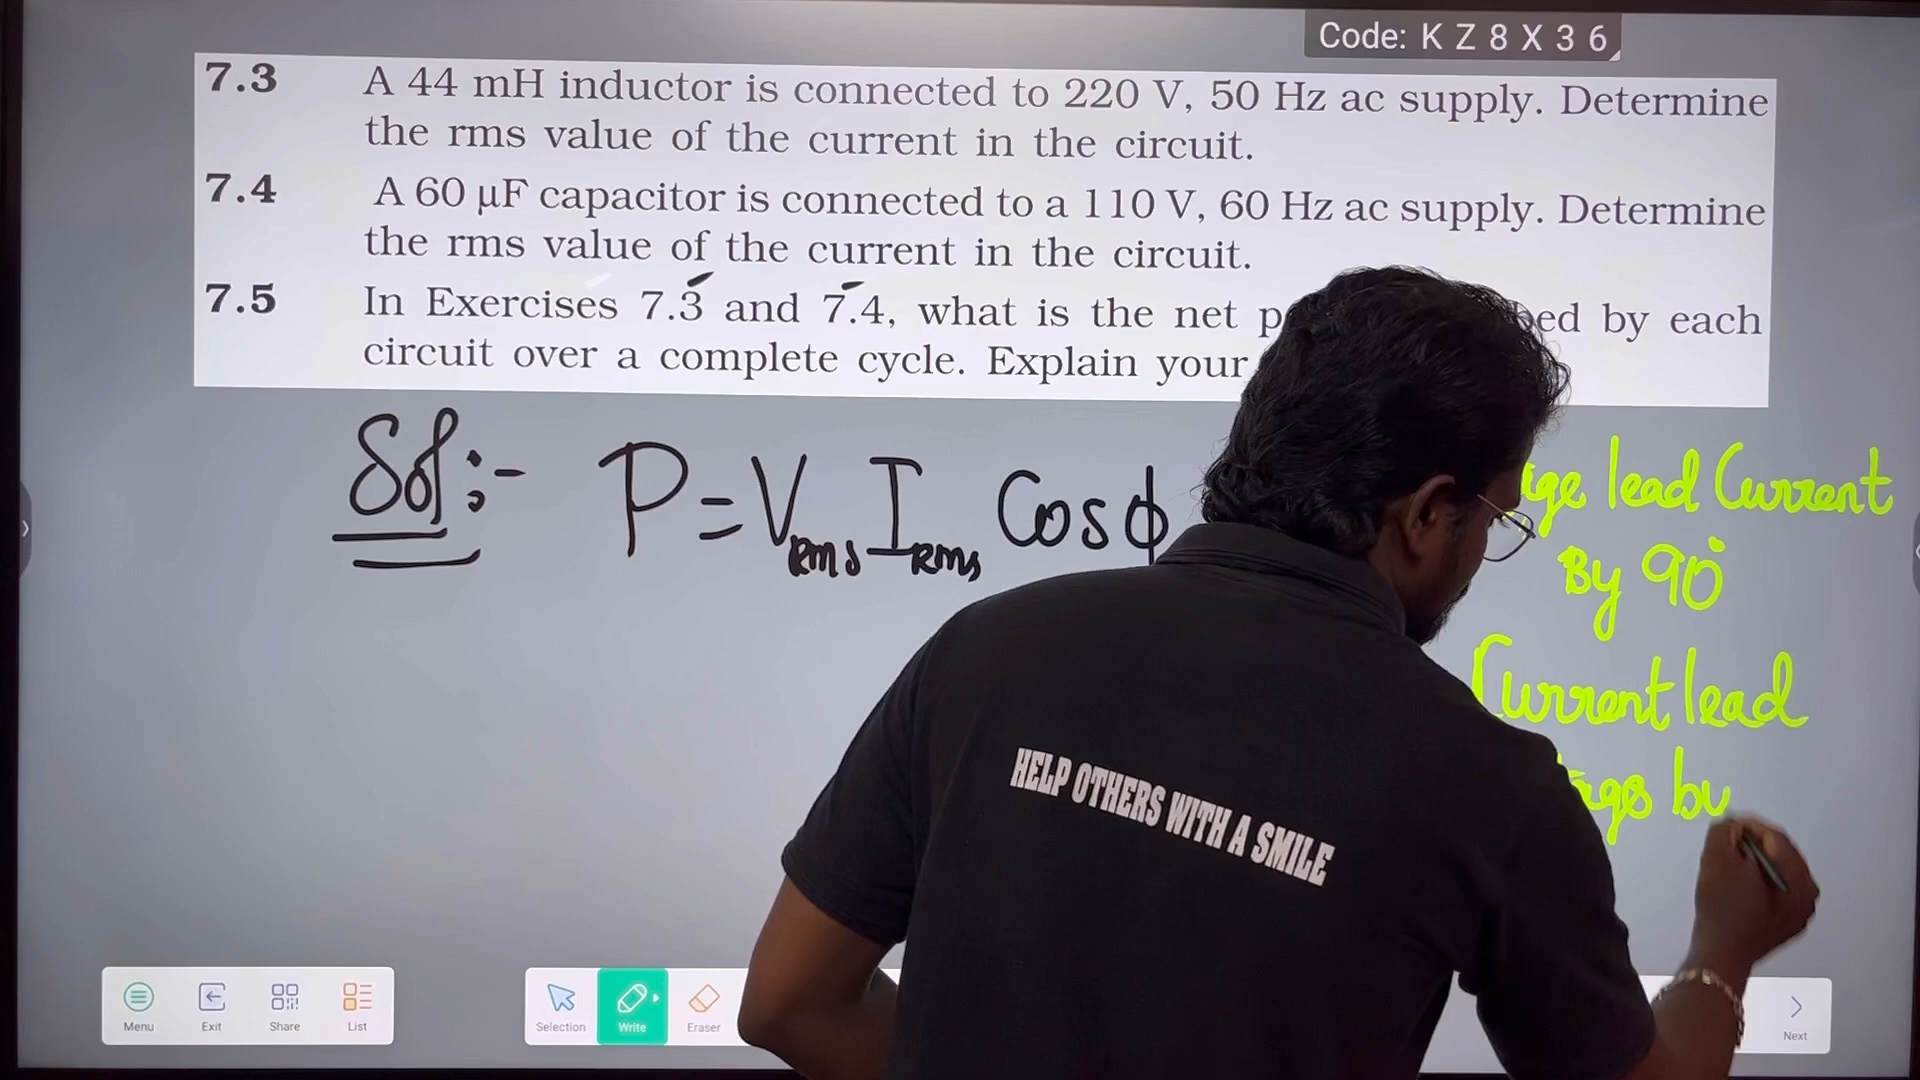 Code: K Z 8 X 3 6
7.3 A 44 mH inductor is connected to 220 V, 50 Hz ac supply. Determine
the rms value of the current in the circuit.
7.4 A 60 μF capacitor is connected to a 110 V, 60 Hz ac supply. Determine
the rms value of the current in the circuit.
7.5 In Exercises 7.3 and 7.4, what is the net by each
circuit over a complete cycle. Explain your
Sol:- P = Vrms Irms Cosϕ
lead Current
By 90°
Current lead
by
HELP OTHERS WITH A SMILE
Menu Exit Share List Selection Write Eraser Next